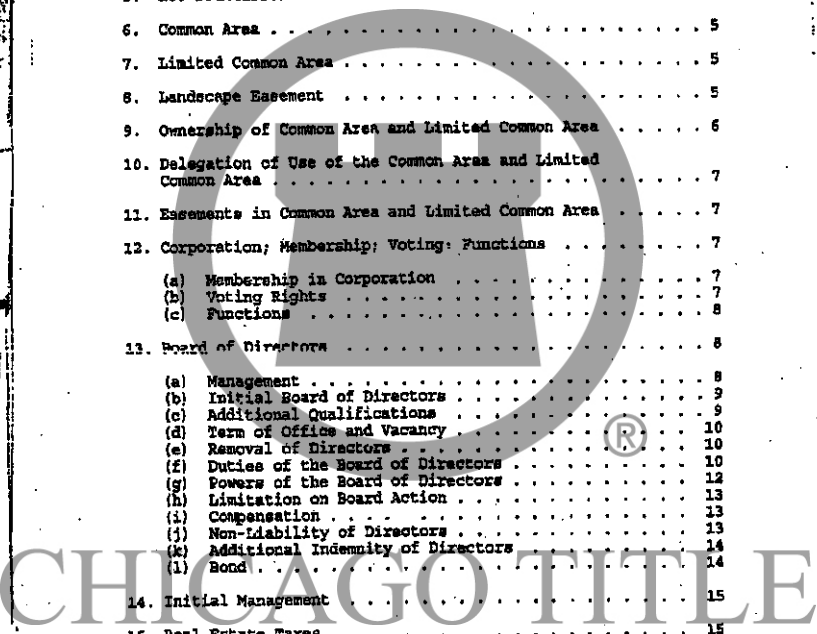 6. Common Area . . . . . . . . . . . . . . . . . . . . . . 5
7. Limited Common Area . . . . . . . . . . . . . . . . . . 5
8. Landscape Easement . . . . . . . . . . . . . . . . . . 5
9. Ownership of Common Area and Limited Common Area . . . . . 6
10. Delegation of Use of the Common Area and Limited
Common Area . . . . . . . . . . . . . . . . . . . . . . 7
11. Easements in Common Area and Limited Common Area . . . . . 7
12. Corporation; Membership; Voting: Functions . . . . . . . . 7
(a) Membership in Corporation . . . . . . . . . . . . . 7
(b) Voting Rights . . . . . . . . . . . . . . . . . . . 7
(c) Functions . . . . . . . . . . . . . . . . . . . . . 8
13. Board of Directors . . . . . . . . . . . . . . . . . . . 8
(a) Management . . . . . . . . . . . . . . . . . . . . . 8
(b) Initial Board of Directors . . . . . . . . . . . . . 9
(c) Additional Qualifications . . . . . . . . . . . . . 9
(d) Term of Office and Vacancy . . . . . . . . . . . . . 10
(e) Removal of Directors . . . . . . . . . . . . . . . . 10
(f) Duties of the Board of Directors . . . . . . . . . . 10
(g) Powers of the Board of Directors . . . . . . . . . . 12
(h) Limitation on Board Action . . . . . . . . . . . . . 13
(i) Compensation . . . . . . . . . . . . . . . . . . . . 13
(j) Non-Liability of Directors . . . . . . . . . . . . . 13
(k) Additional Indemnity of Directors . . . . . . . . . 14
(l) Bond . . . . . . . . . . . . . . . . . . . . . . . . 14
14. Initial Management . . . . . . . . . . . . . . . . . . . 15
15. Real Estate Taxes . . . . . . . . . . . . . . . . . . . 15
®
CHICAGO TITLE